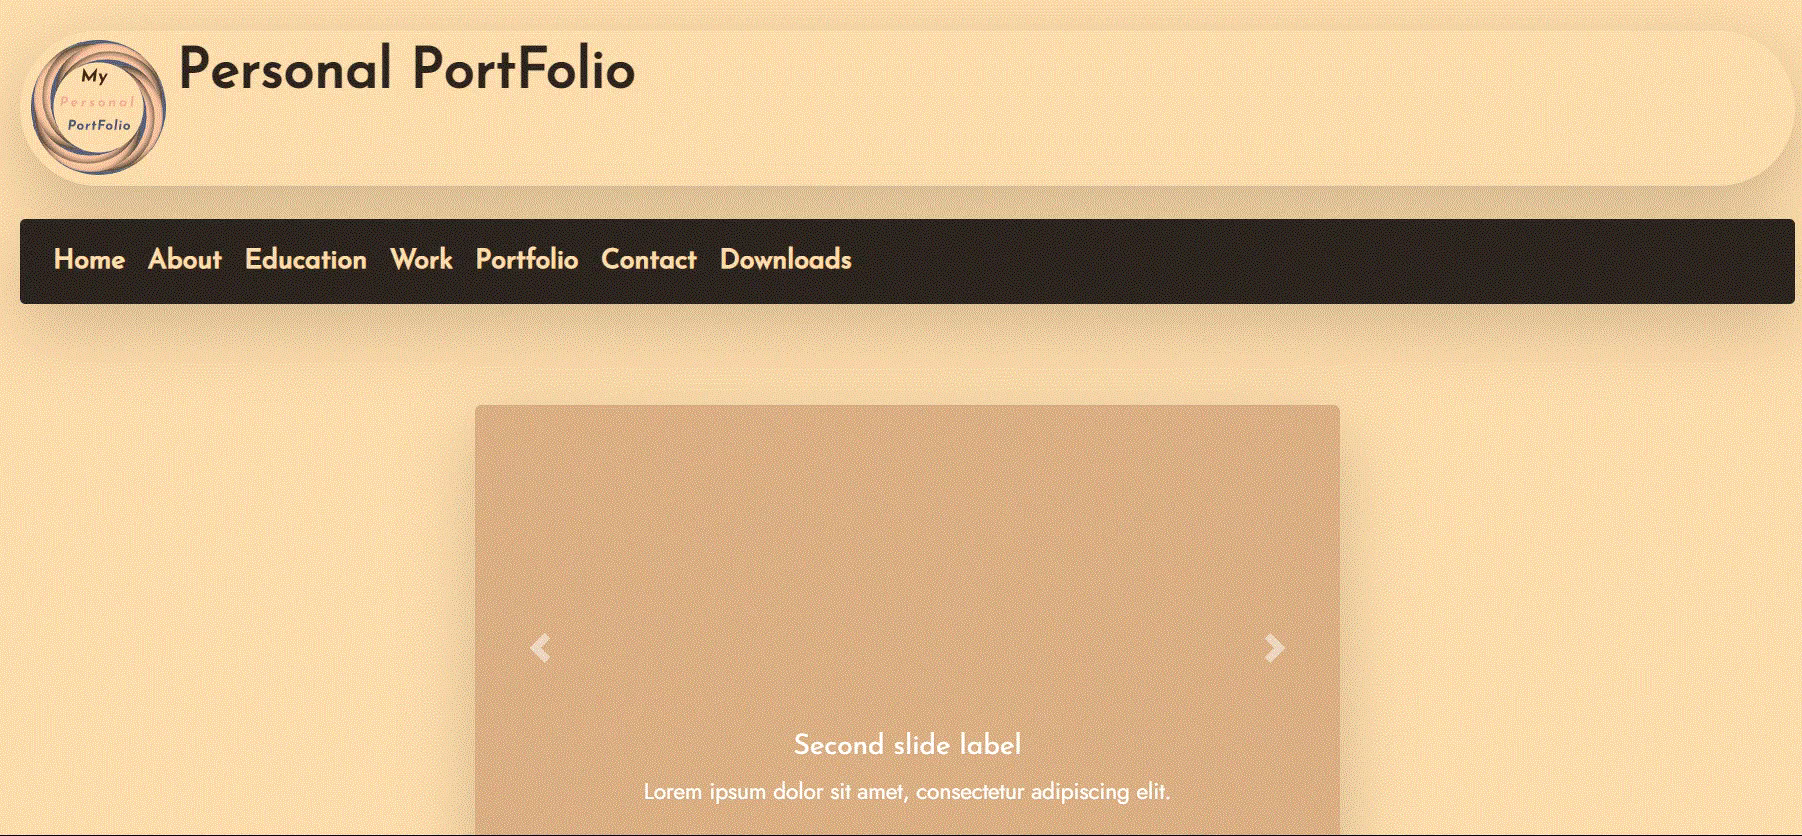 My
Personal
PortFolio
Personal PortFolio
Home About Education Work Portfolio Contact Downloads
Second slide label
Lorem ipsum dolor sit amet, consectetur adipiscing elit.